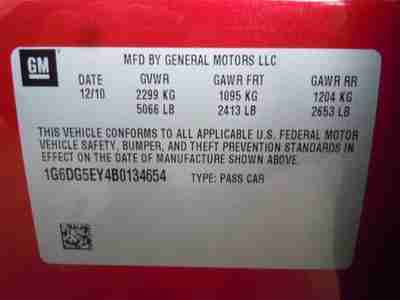 GM
MFD BY GENERAL MOTORS LLC
DATE GVWR GAWR FRT GAWR RR
12/10 2299 KG 1095 KG 1204 KG
5066 LB 2413 LB 2653 LB
THIS VEHICLE CONFORMS TO ALL APPLICABLE U.S. FEDERAL MOTOR
VEHICLE SAFETY, BUMPER, AND THEFT PREVENTION STANDARDS IN
EFFECT ON THE DATE OF MANUFACTURE SHOWN ABOVE.
1G6DG5EY4B0134654 TYPE: PASS CAR